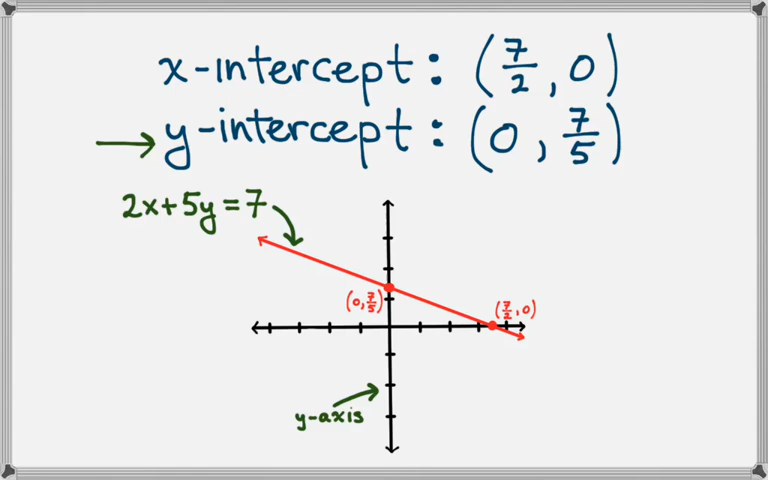 x-intercept: (7/2, 0)
y-intercept: (0, 7/5)
2x+5y=7
(0, 7/5)
(7/2, 0)
y-axis